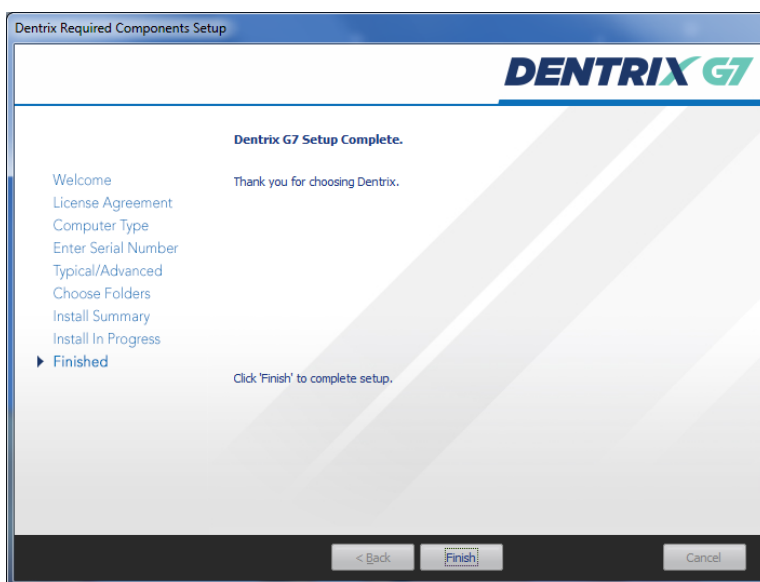 Dentrix Required Components Setup
DENTRIX G7
Dentrix G7 Setup Complete.
Thank you for choosing Dentrix.
Welcome
License Agreement
Computer Type
Enter Serial Number
Typical/Advanced
Choose Folders
Install Summary
Install In Progress
Finished
Click 'Finish' to complete setup.
< Back
Finish
Cancel